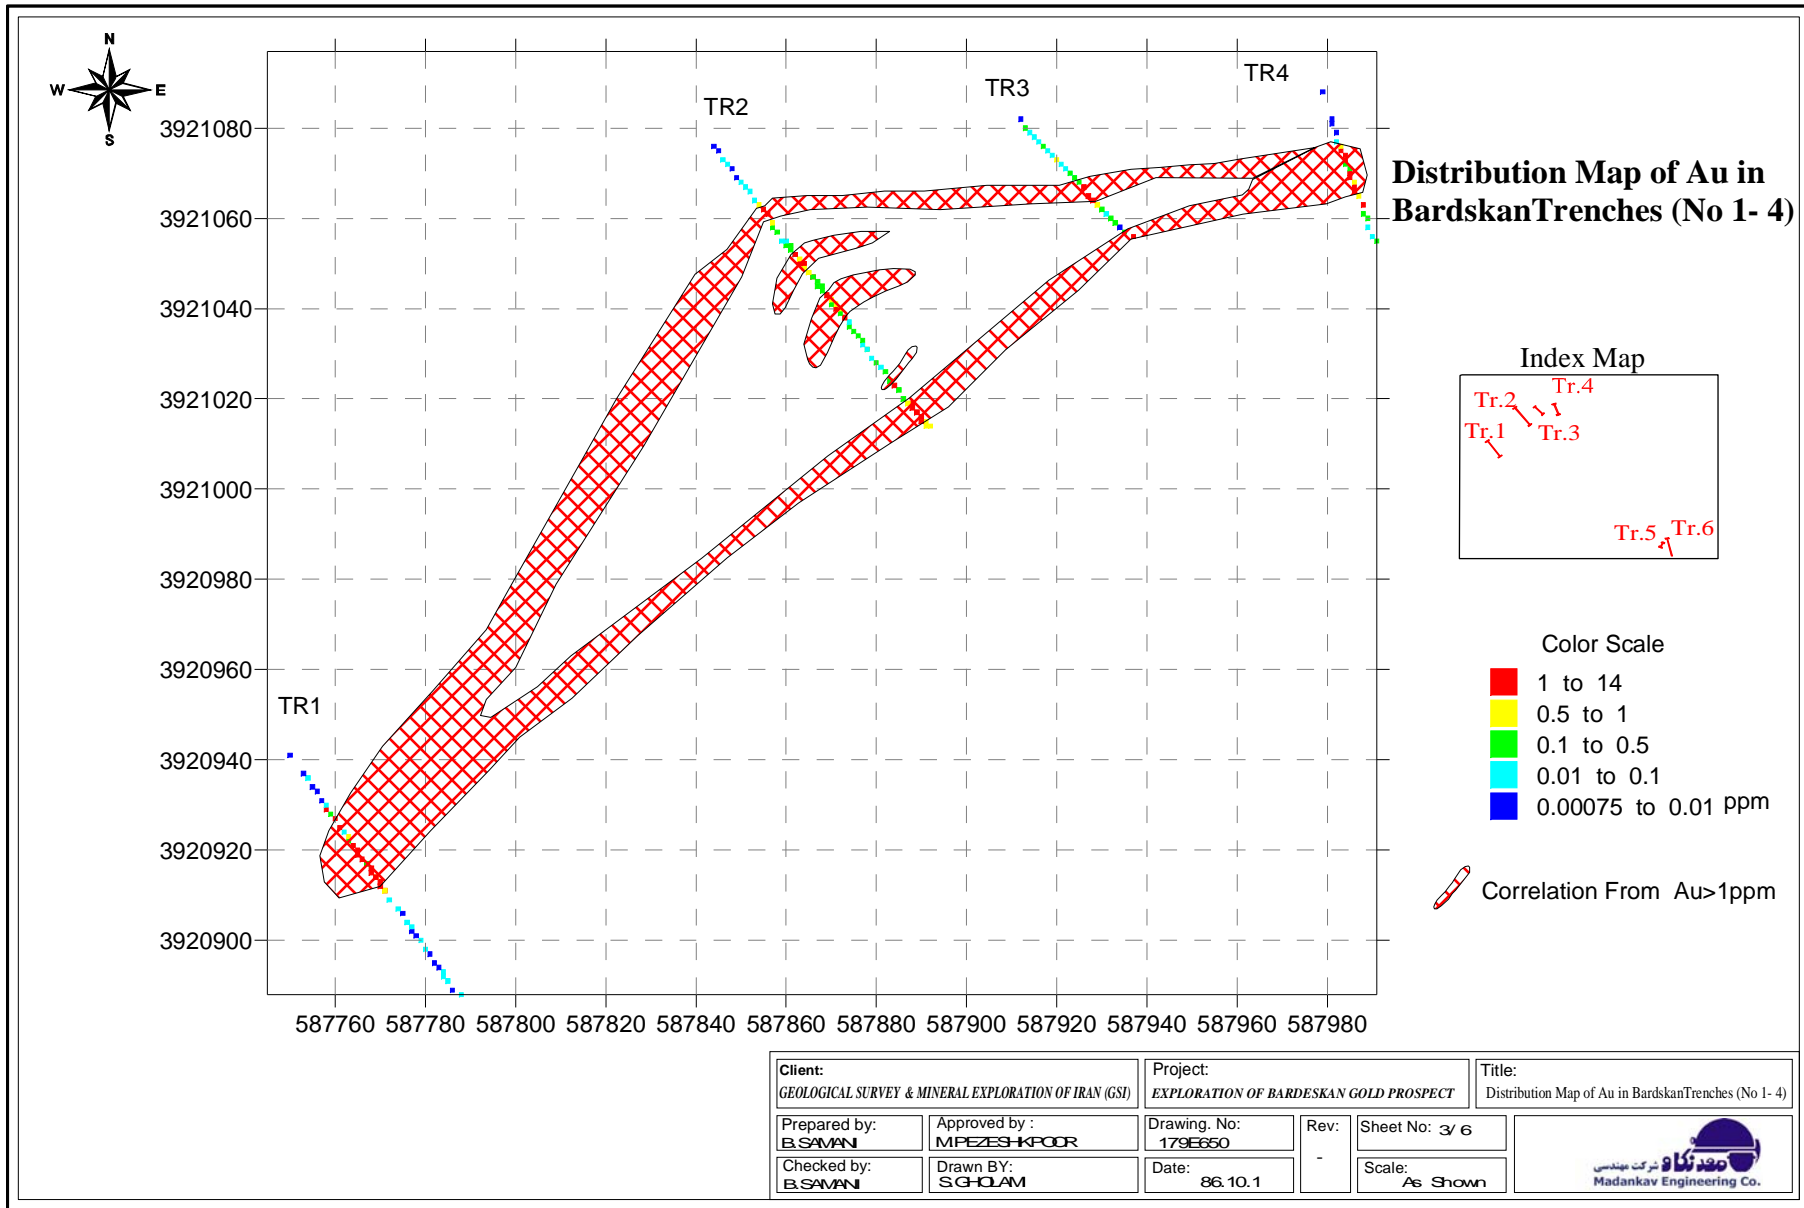 N
W
E
S
TR1
TR2
TR3
TR4
3921080
3921060
3921040
3921020
3921000
3920980
3920960
3920940
3920920
3920900
587760 587780 587800 587820 587840 587860 587880 587900 587920 587940 587960 587980
Distribution Map of Au in
BardskanTrenches (No 1- 4)
Index Map
Tr.4
Tr.2
Tr.1
Tr.3
Tr.5
Tr.6
Color Scale
1 to 14
0.5 to 1
0.1 to 0.5
0.01 to 0.1
0.00075 to 0.01 ppm
Correlation From Au>1ppm
Client:
GEOLOGICAL SURVEY & MINERAL EXPLORATION OF IRAN (GSI)
Project:
EXPLORATION OF BARDESKAN GOLD PROSPECT
Title:
Distribution Map of Au in BardskanTrenches (No 1- 4)
Prepared by:
B.SAMANI
Approved by :
M.PEZESHKPOOR
Drawing. No:
179E650
Rev:
-
Sheet No: 3/ 6
Checked by:
B.SAMANI
Drawn BY:
S.GHOLAMI
Date:
86.10.1
Scale:
As Shown
شرکت مهندسی معدنکاو
Madankav Engineering Co.